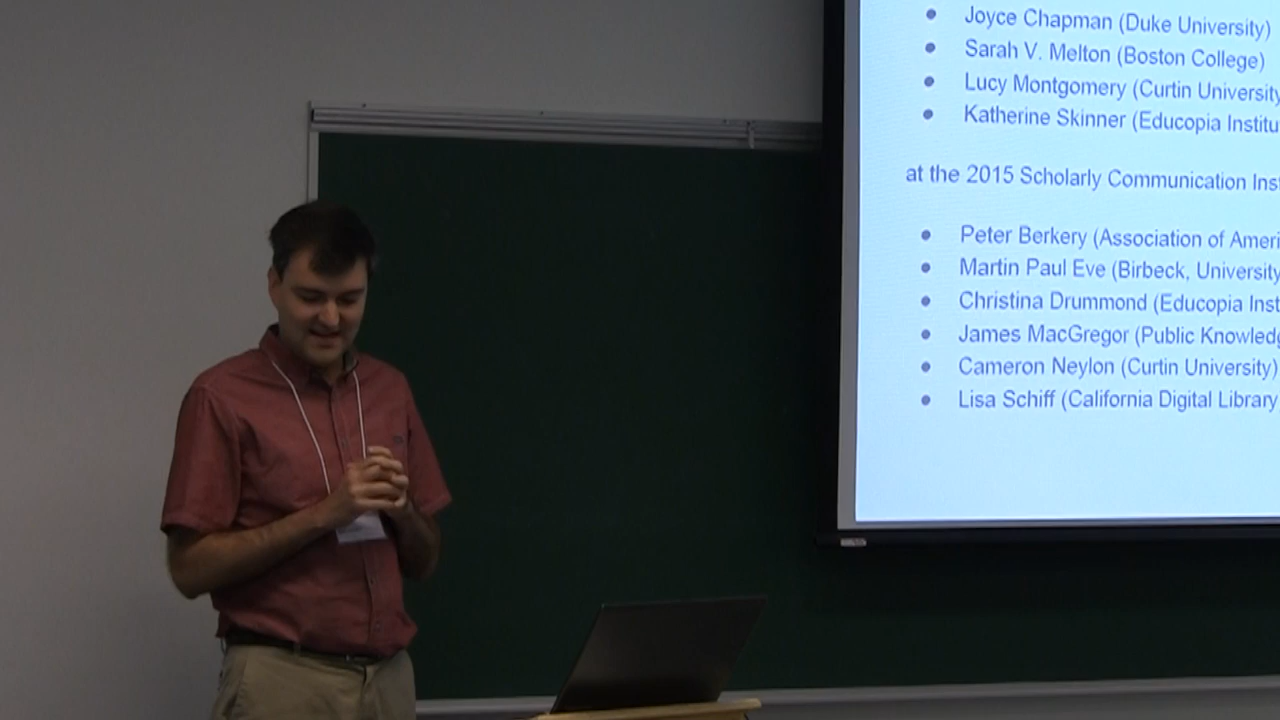 • Joyce Chapman (Duke University)
• Sarah V. Melton (Boston College)
• Lucy Montgomery (Curtin University
• Katherine Skinner (Educopia Institu
at the 2015 Scholarly Communication Ins
• Peter Berkery (Association of Ameri
• Martin Paul Eve (Birbeck, University
• Christina Drummond (Educopia Inst
• James MacGregor (Public Knowledg
• Cameron Neylon (Curtin University)
• Lisa Schiff (California Digital Library